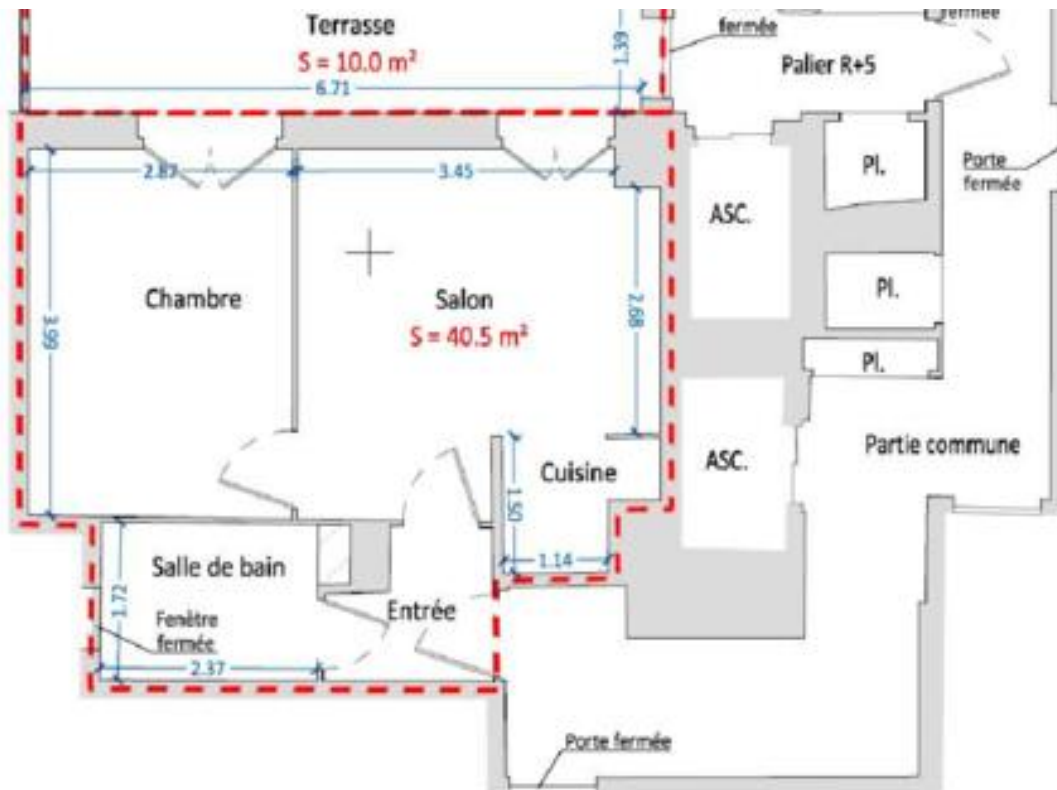 Terrasse
S = 10.0 m²
6.71
1.39
fermée
fermée
Palier R+5
Porte
fermée
Pl.
ASC.
Pl.
Pl.
2.87
3.45
Chambre
3.99
Salon
S = 40.5 m²
2.68
Cuisine
1.50
1.14
ASC.
Partie commune
Salle de bain
1.72
Fenêtre
fermée
2.37
Entrée
Porte fermée